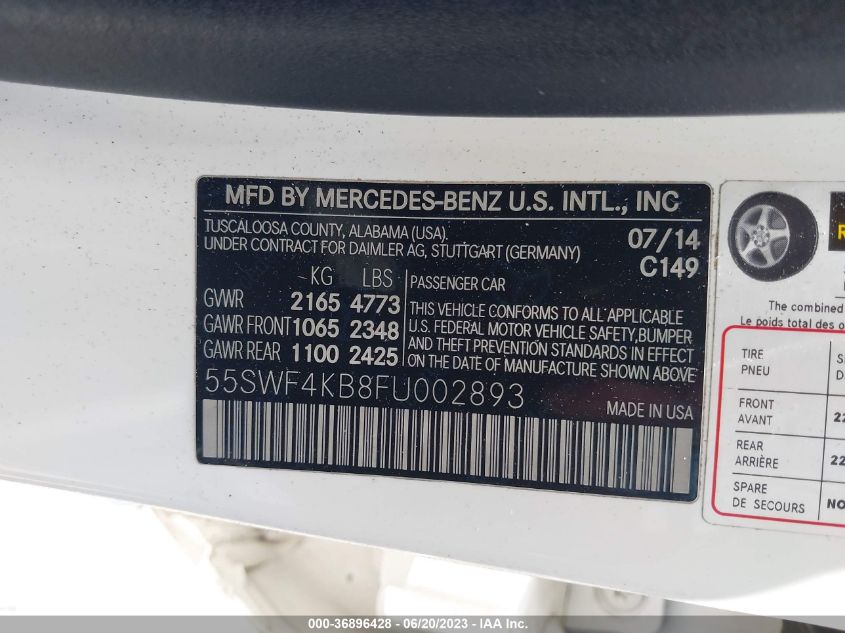 MFD BY MERCEDES-BENZ U.S. INTL., INC
TUSCALOOSA COUNTY, ALABAMA (USA).
UNDER CONTRACT FOR DAIMLER AG, STUTTGART (GERMANY)
07/14
C149
~KG LBS
GVWR 2165 4773
GAWR FRONT 1065 2348
GAWR REAR 1100 2425
PASSENGER CAR
THIS VEHICLE CONFORMS TO ALL APPLICABLE
U.S. FEDERAL MOTOR VEHICLE SAFETY, BUMPER
AND THEFT PREVENTION STANDARDS IN EFFECT
ON THE DATE OF MANUFACTURE SHOWN ABOVE
55SWF4KB8FU002893
MADE IN USA
The combined
Le poids total des o
TIRE
PNEU
FRONT
AVANT
22
REAR
ARRIÈRE
22
SPARE
DE SECOURS
NO
000-36896428 - 06/20/2023 - IAA Inc.